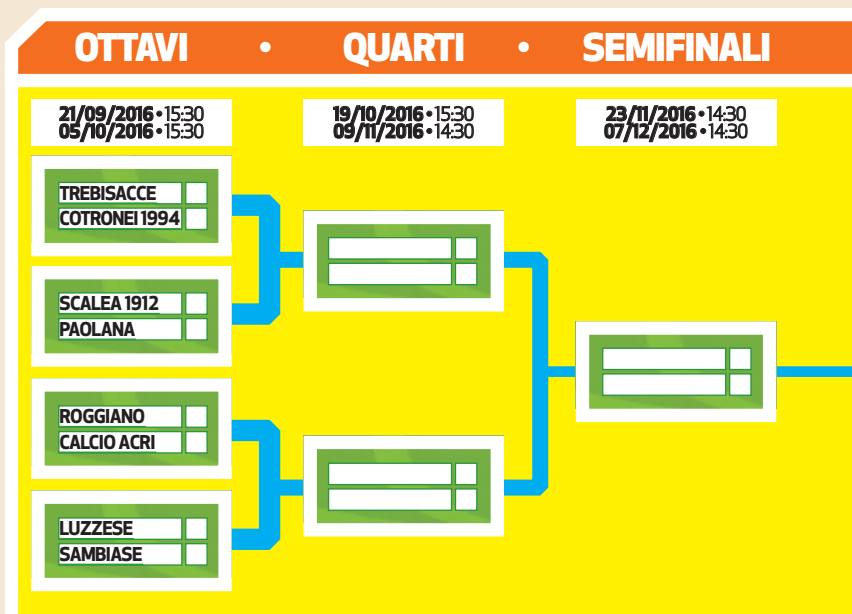 OTTAVI • QUARTI • SEMIFINALI
21/09/2016 • 15:30
05/10/2016 • 15:30
19/10/2016 • 15:30
09/11/2016 • 14:30
23/11/2016 • 14:30
07/12/2016 • 14:30
TREBISACCE
COTRONEI 1994
SCALEA 1912
PAOLANA
ROGGIANO
CALCIO ACRI
LUZZESE
SAMBIASE